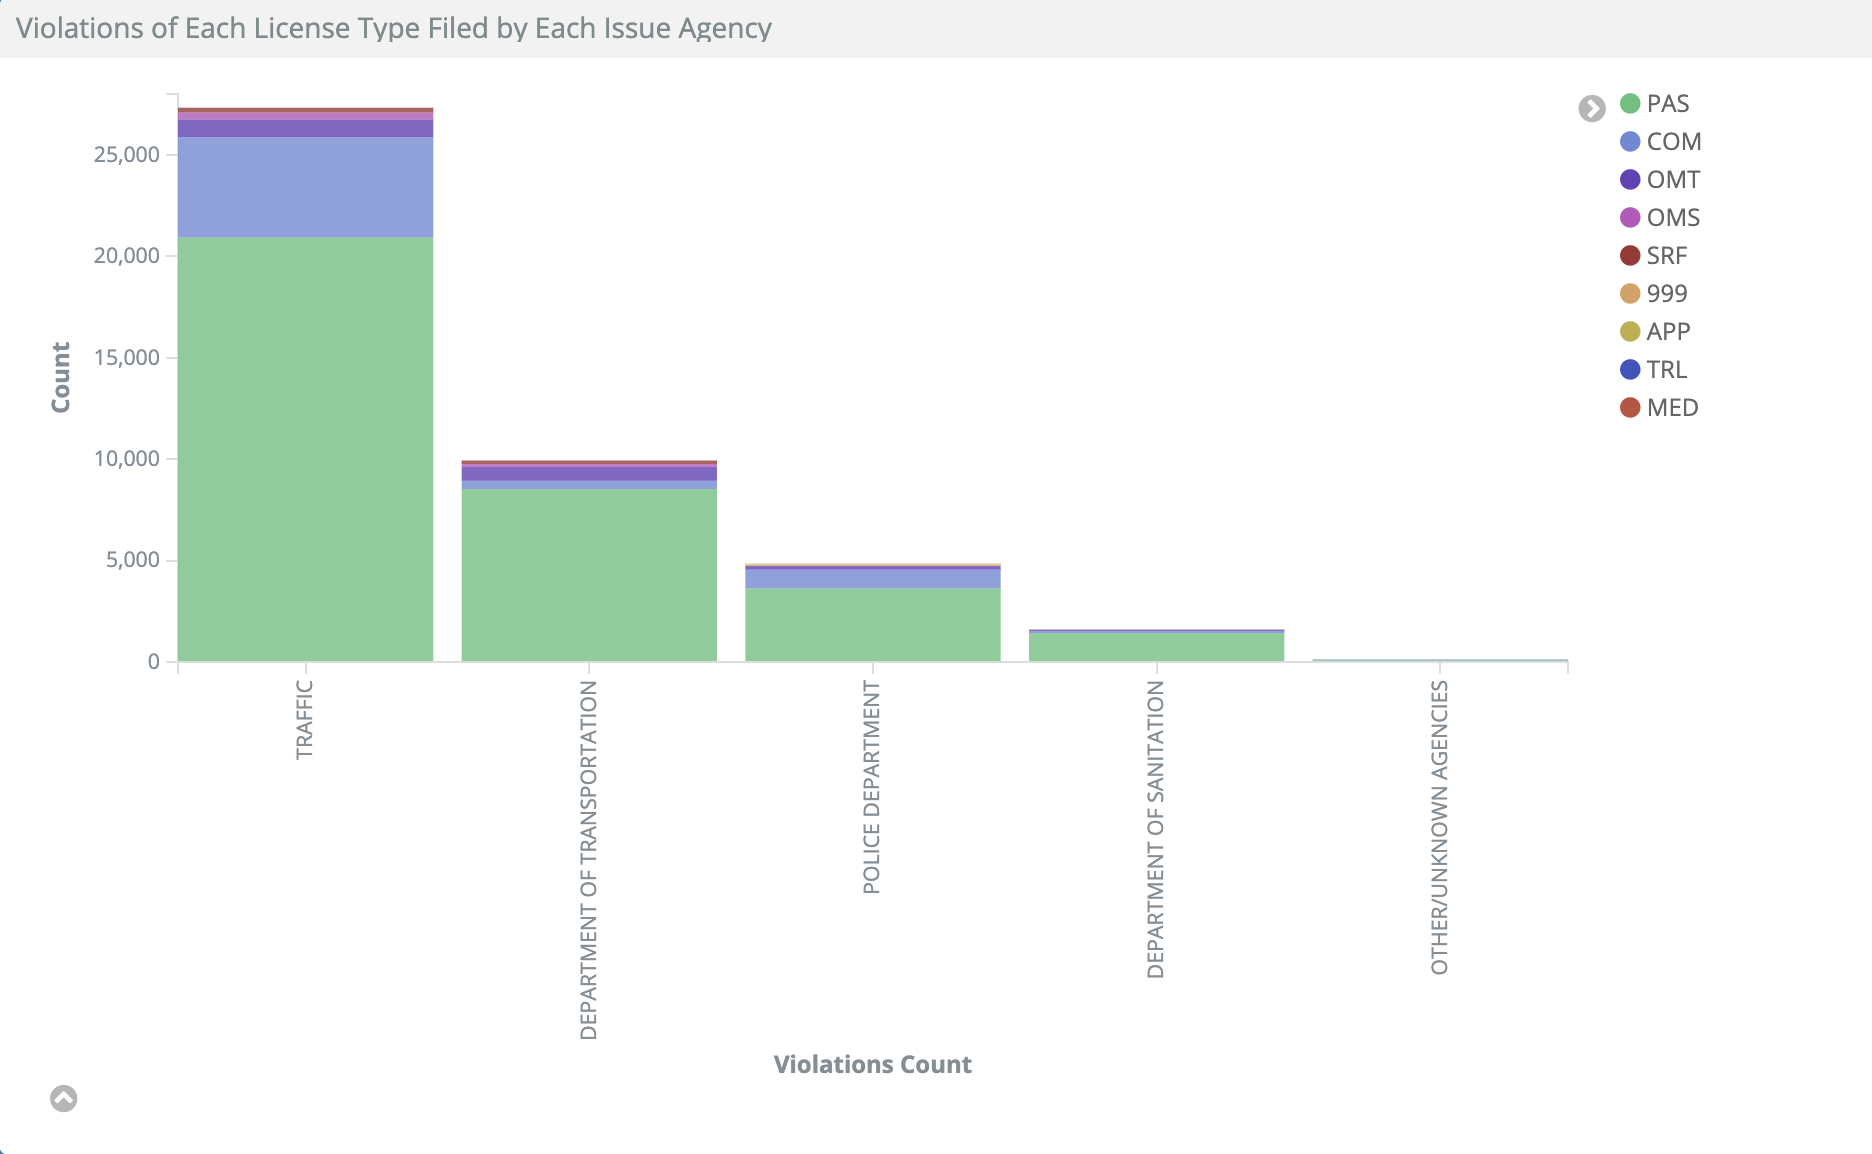 Violations of Each License Type Filed by Each Issue Agency
25,000
20,000
15,000
10,000
5,000
0
Count
TRAFFIC
DEPARTMENT OF TRANSPORTATION
POLICE DEPARTMENT
DEPARTMENT OF SANITATION
OTHER/UNKNOWN AGENCIES
Violations Count
PAS
COM
OMT
OMS
SRF
999
APP
TRL
MED